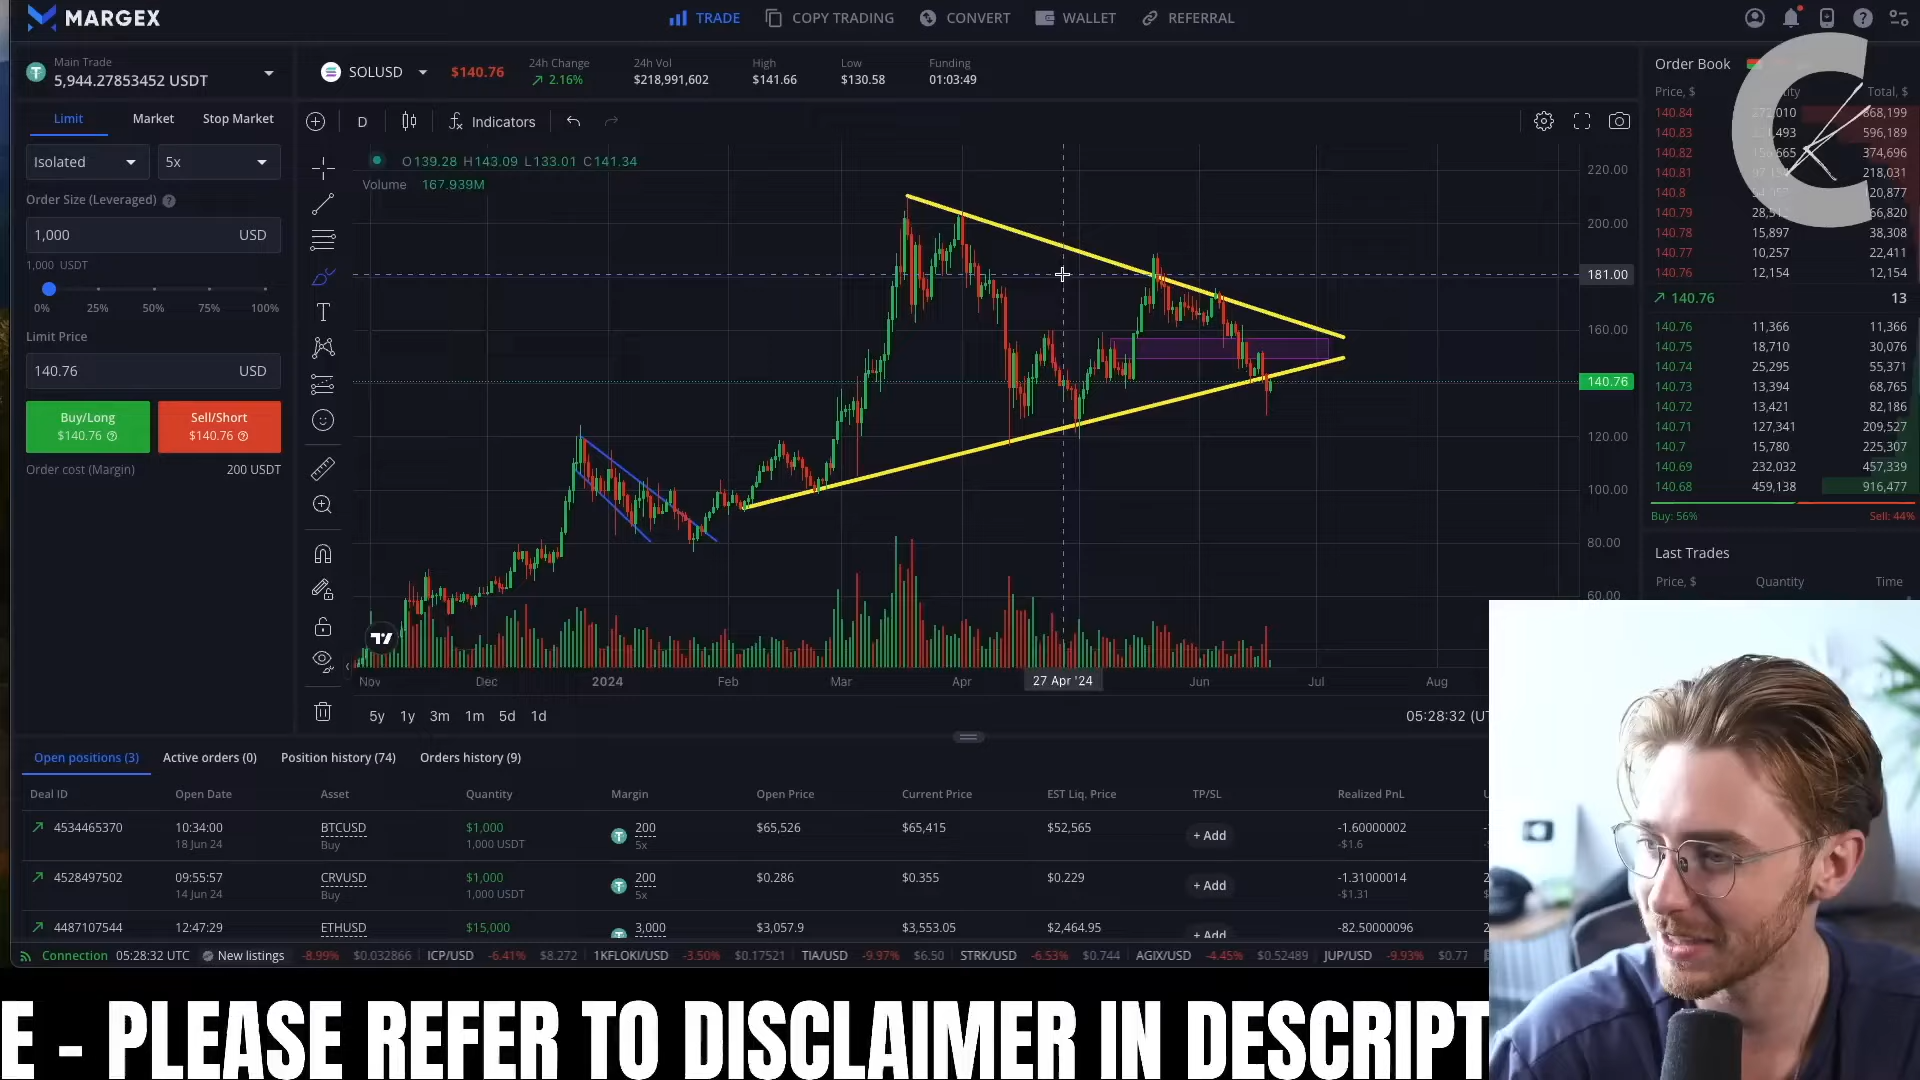 MARGEX
TRADE COPY TRADING CONVERT WALLET REFERRAL
Main Trade
5,944.27853452 USDT
SOLUSD $140.76
24h Change
2.16%
24h Vol
$218,991,602
High
$141.66
Low
$130.58
Funding
01:03:49
Limit Market Stop Market
Isolated 5x
Order Size (Leveraged)
1,000 USD
1,000 USDT
0% 25% 50% 75% 100%
Limit Price
140.76 USD
Buy/Long
$140.76
Sell/Short
$140.76
Order cost (Margin) 200 USDT
D Indicators
O139.28 H143.09 L133.01 C141.34
Volume 167.939M
220.00
200.00
181.00
160.00
140.76
120.00
100.00
80.00
60.00
Nov Dec 2024 Feb Mar Apr 27 Apr '24 Jun Jul Aug
5y 1y 3m 1m 5d 1d
05:28:32
Order Book
Price, $ Total, $
140.84 868,199
140.83 596,189
140.82 374,696
140.81 218,031
140.8 120,877
140.79 66,820
140.78 15,897 38,308
140.77 10,257 22,411
140.76 12,154 12,154
140.76 13
140.76 11,366 11,366
140.75 18,710 30,076
140.74 25,295 55,371
140.73 13,394 68,765
140.72 13,421 82,186
140.71 127,341 209,527
140.7 15,780 225,307
140.69 232,032 457,339
140.68 459,138 916,477
Buy: 56% Sell: 44%
Last Trades
Price, $ Quantity Time
Open positions (3) Active orders (0) Position history (74) Orders history (9)
Deal ID Open Date Asset Quantity Margin Open Price Current Price EST Liq. Price TP/SL Realized PnL
4534465370 10:34:00 BTCUSD $1,000 200 $65,526 $65,415 $52,565 + Add -1.60000002
18 Jun 24 Buy 1,000 USDT 5x -$1.6
4528497502 09:55:57 CRVUSD $1,000 200 $0.286 $0.355 $0.229 + Add -1.31000014
14 Jun 24 Buy 1,000 USDT 5x -$1.31
4487107544 12:47:29 ETHUSD $15,000 3,000 $3,057.9 $3,553.05 $2,464.95 + Add -82.50000096
Connection 05:28:32 UTC New listings -8.99% $0.032866 ICP/USD -6.41% $8.272 1KFLOKI/USD -3.50% $0.17521 TIA/USD -9.97% $6.50 STRK/USD -6.53% $0.744 AGIX/USD -4.45% $0.52489 JUP/USD -9.93% $0.77
E - PLEASE REFER TO DISCLAIMER IN DESCRIPT